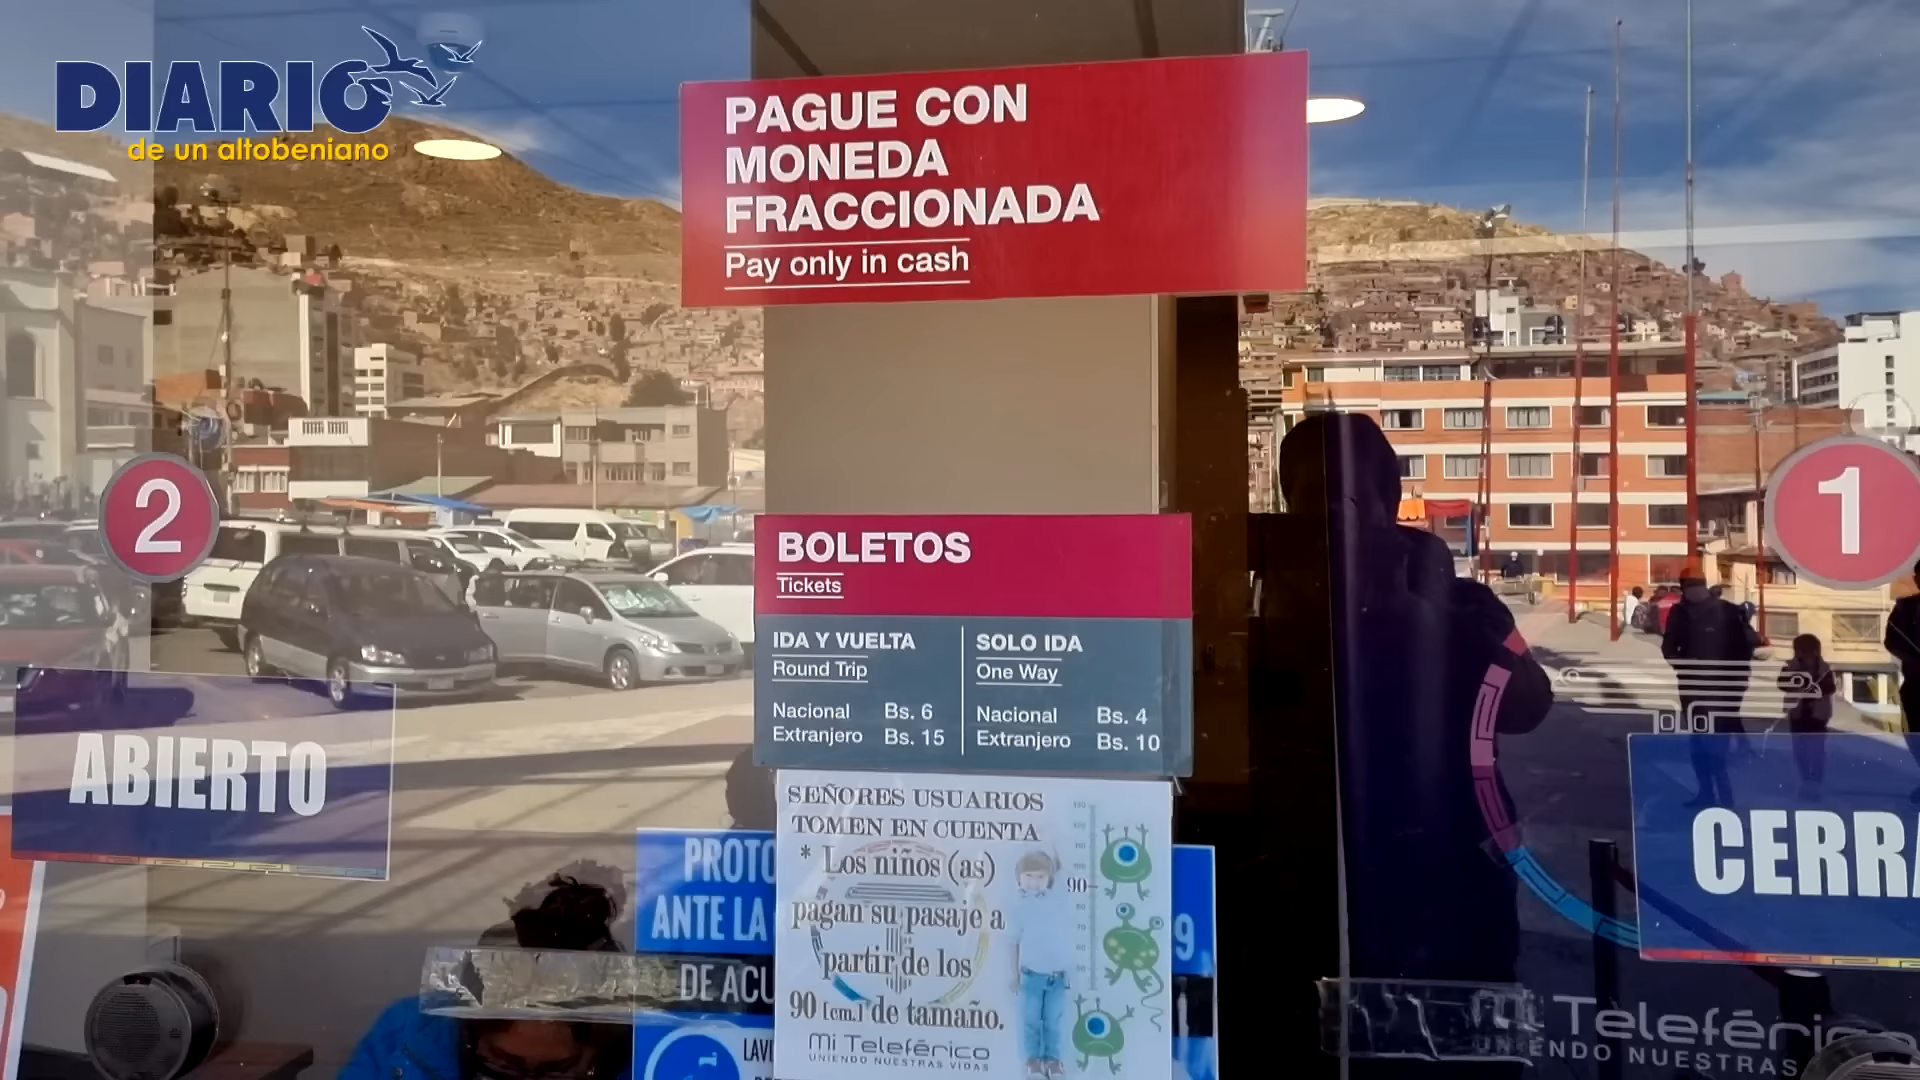 DIARIO
de un altobeniano
PAGUE CON
MONEDA
FRACCIONADA
Pay only in cash
2
1
BOLETOS
Tickets
IDA Y VUELTA
Round Trip
Nacional Bs. 6
Extranjero Bs. 15
SOLO IDA
One Way
Nacional Bs. 4
Extranjero Bs. 10
ABIERTO
CERRA
SEÑORES USUARIOS
TOMEN EN CUENTA
* Los niños (as)
pagan su pasaje a
partir de los
90 [cm.] de tamaño.
90
Mi Teleférico
UNIENDO NUESTRAS VIDAS
PROTO
ANTE LA
9
DE ACU
LAVI
Mi Teleférico
UNIENDO NUESTRAS